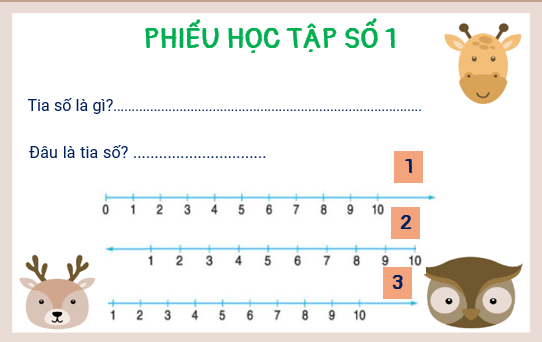 PHIẾU HỌC TẬP SỐ 1
Tia số là gì?......................................................................................
Đâu là tia số? ...............................
1
0 1 2 3 4 5 6 7 8 9 10
2
1 2 3 4 5 6 7 8 9 10
3
1 2 3 4 5 6 7 8 9 10